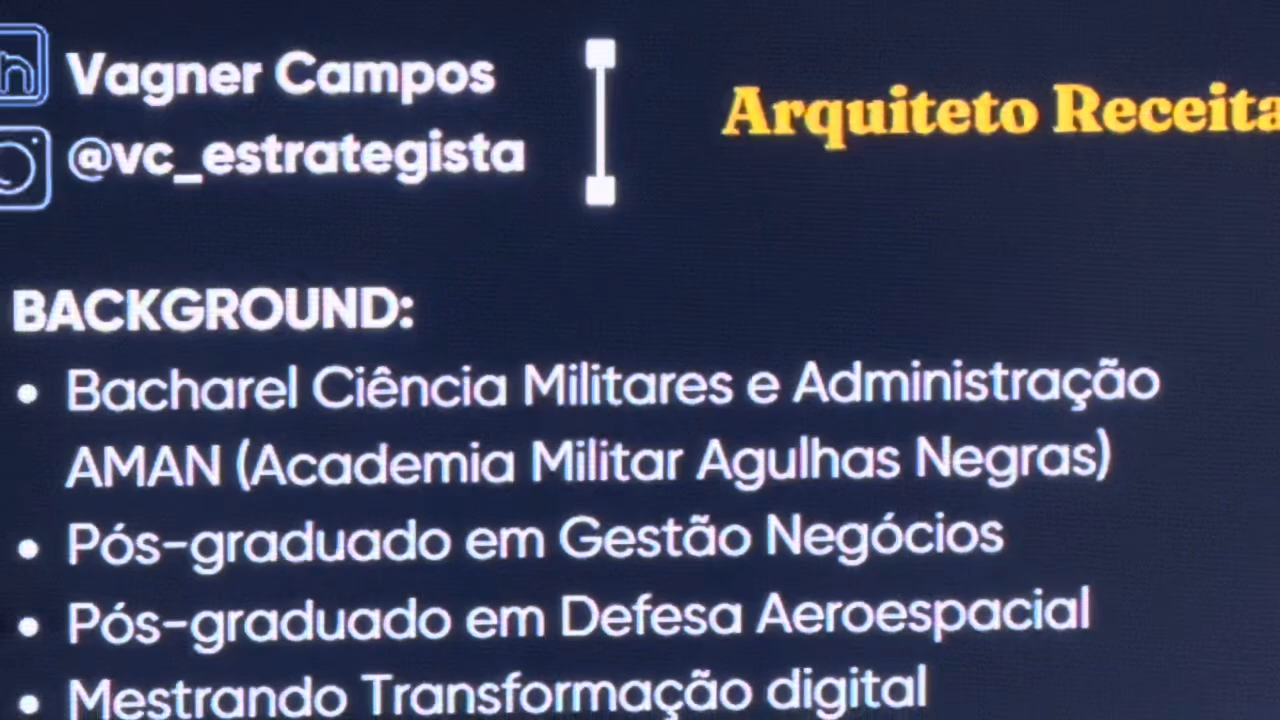 Vagner Campos
@vc_estrategista
Arquiteto Receita
BACKGROUND:
• Bacharel Ciência Militares e Administração
AMAN (Academia Militar Agulhas Negras)
• Pós-graduado em Gestão Negócios
• Pós-graduado em Defesa Aeroespacial
• Mestrando Transformação digital